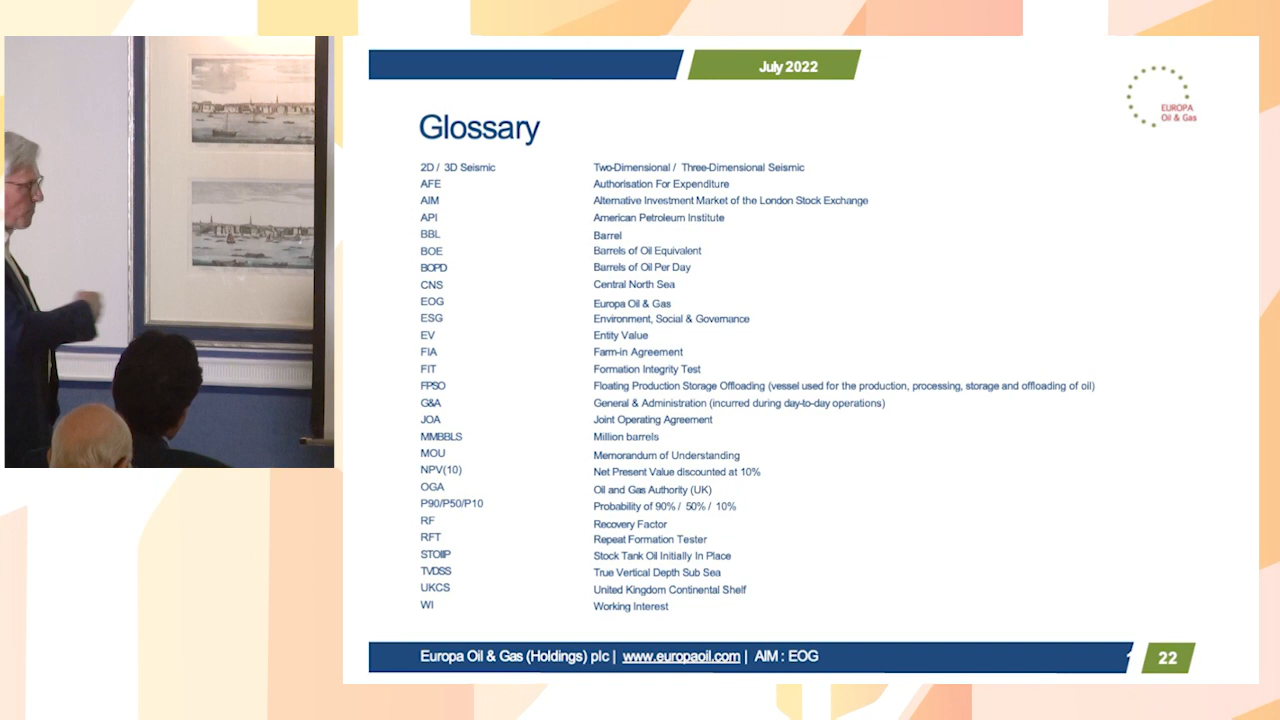 July 2022
EUROPA
Oil & Gas
Glossary
2D / 3D Seismic Two-Dimensional / Three-Dimensional Seismic
AFE Authorisation For Expenditure
AIM Alternative Investment Market of the London Stock Exchange
API American Petroleum Institute
BBL Barrel
BOE Barrels of Oil Equivalent
BOPD Barrels of Oil Per Day
CNS Central North Sea
EOG Europa Oil & Gas
ESG Environment, Social & Governance
EV Entity Value
FIA Farm-in Agreement
FIT Formation Integrity Test
FPSO Floating Production Storage Offloading (vessel used for the production, processing, storage and offloading of oil)
G&A General & Administration (incurred during day-to-day operations)
JOA Joint Operating Agreement
MMBBLS Million barrels
MOU Memorandum of Understanding
NPV(10) Net Present Value discounted at 10%
OGA Oil and Gas Authority (UK)
P90/P50/P10 Probability of 90% / 50% / 10%
RF Recovery Factor
RFT Repeat Formation Tester
STOIIP Stock Tank Oil Initially In Place
TVDSS True Vertical Depth Sub Sea
UKCS United Kingdom Continental Shelf
WI Working Interest
Europa Oil & Gas (Holdings) plc | www.europaoil.com | AIM : EOG
22